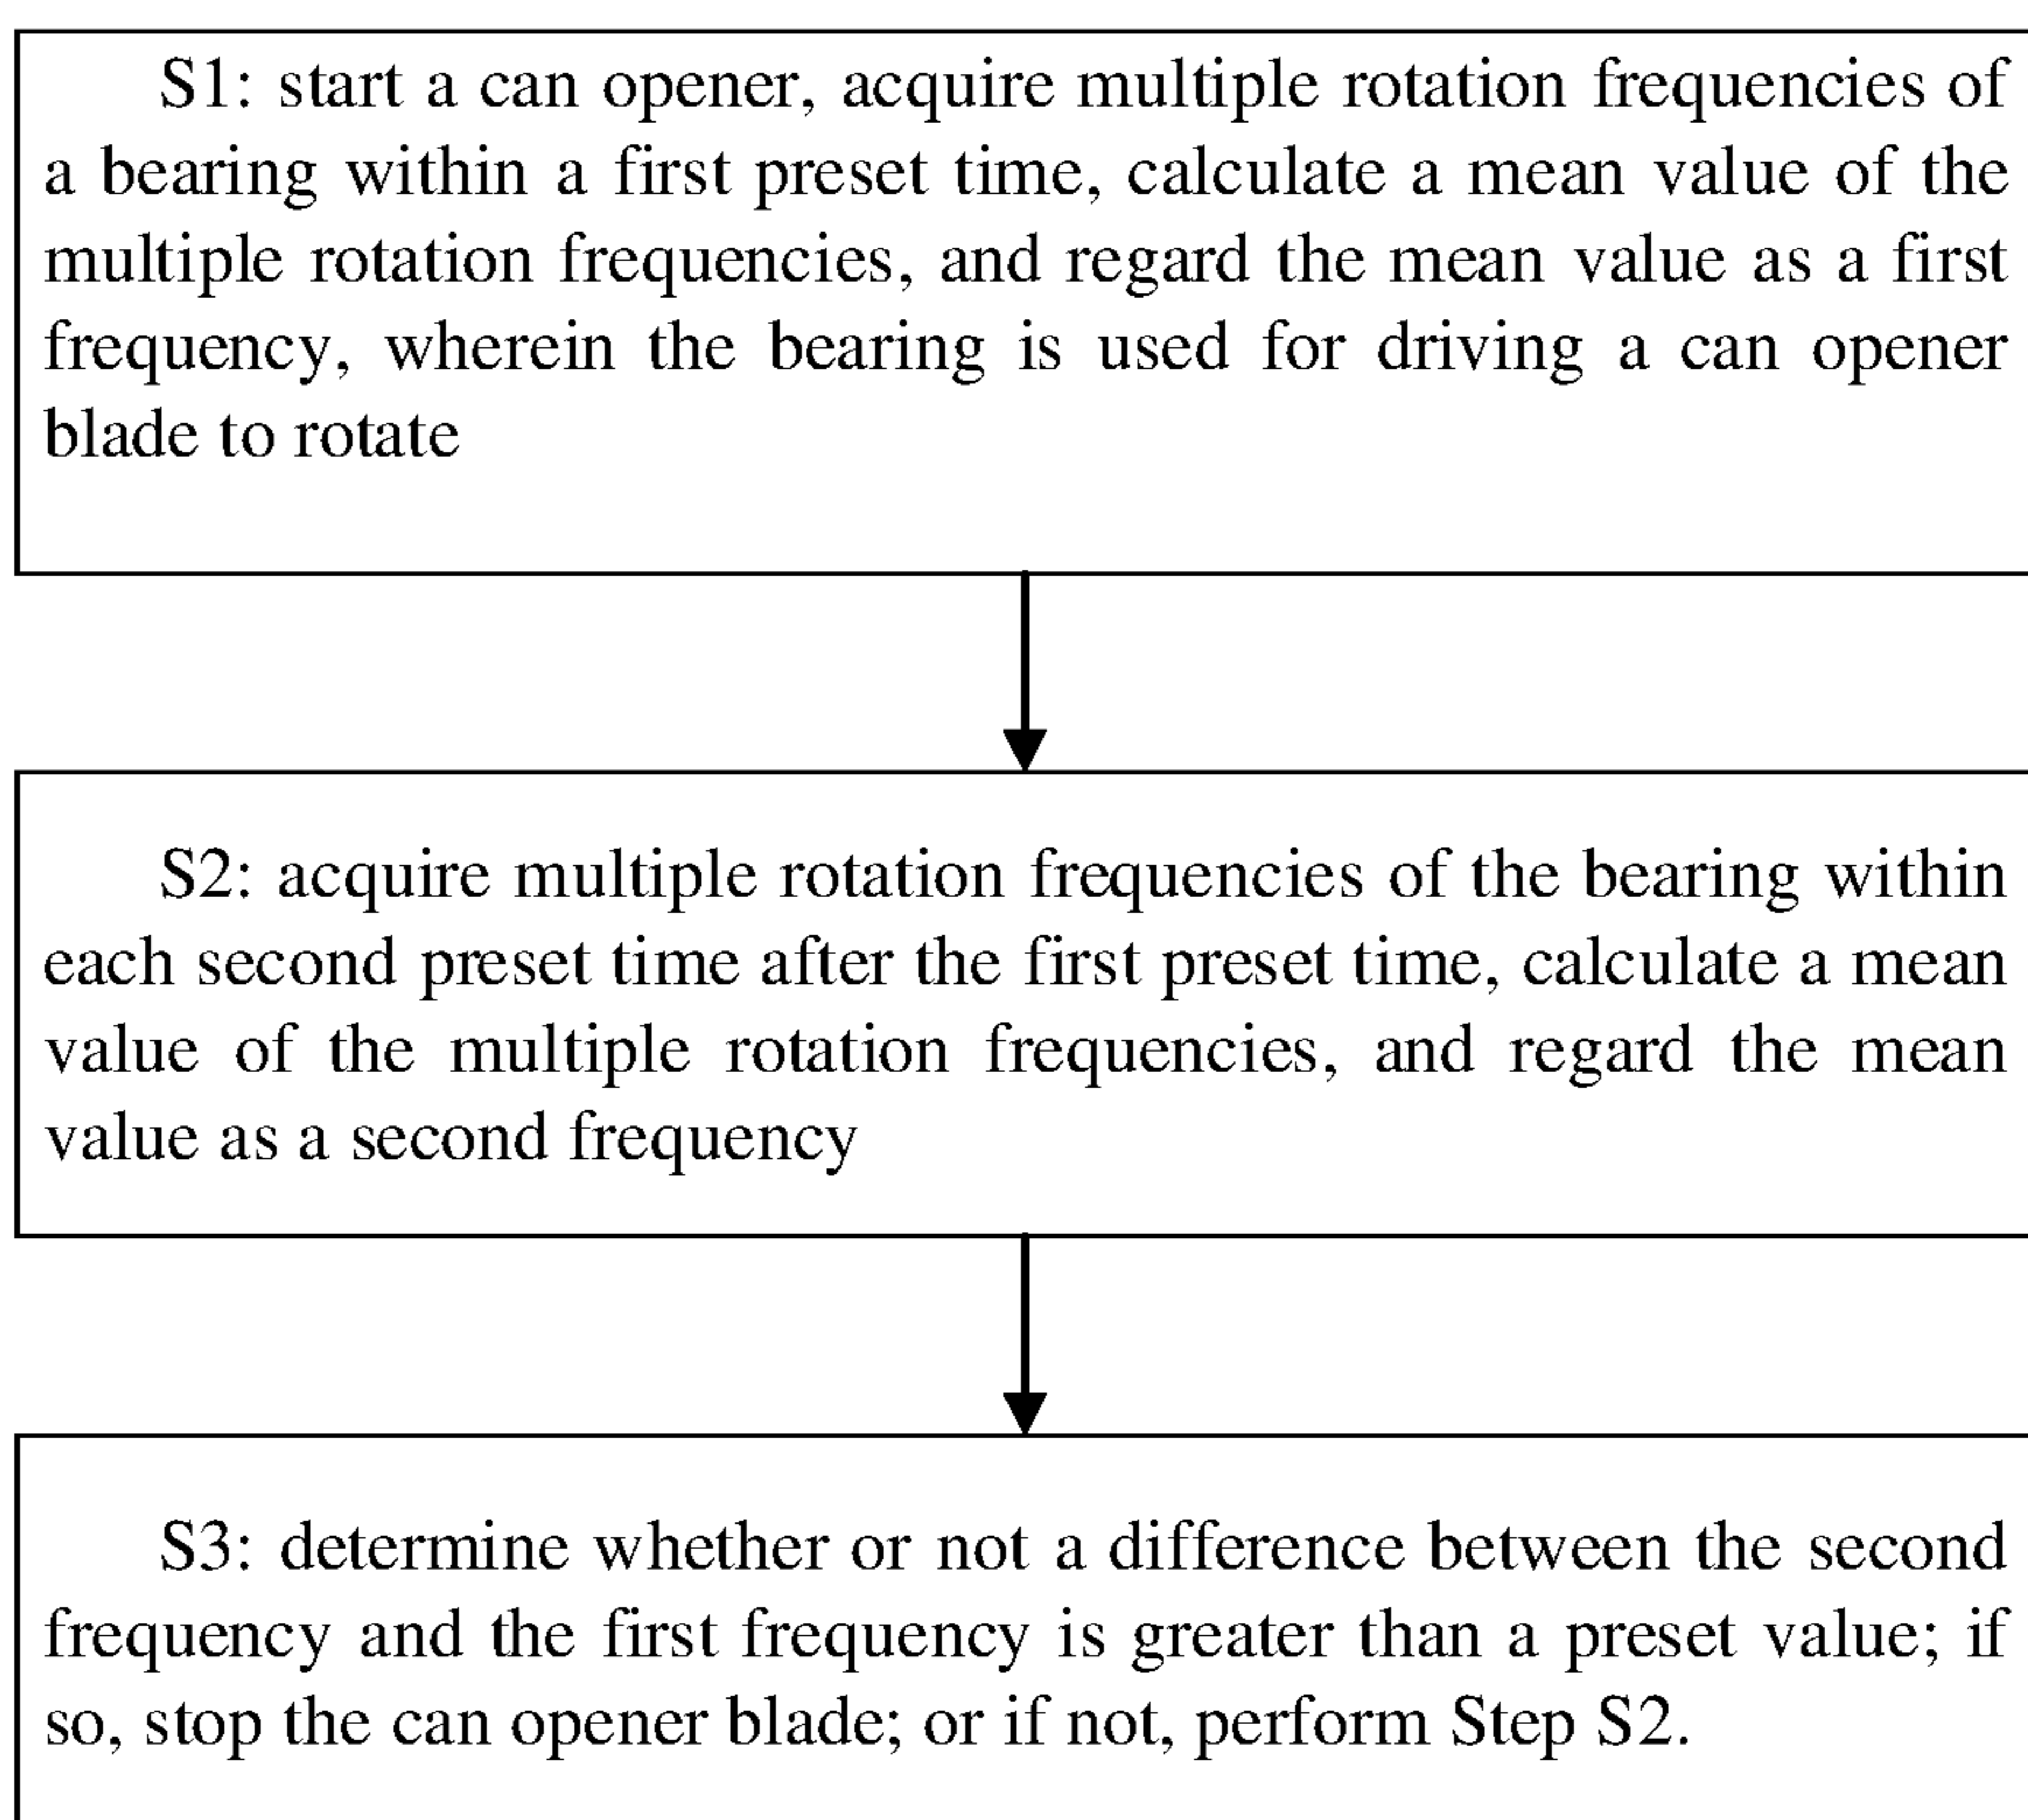 S1: start a can opener, acquire multiple rotation frequencies of
a bearing within a first preset time, calculate a mean value of the
multiple rotation frequencies, and regard the mean value as a first
frequency, wherein the bearing is used for driving a can opener
blade to rotate
S2: acquire multiple rotation frequencies of the bearing within
each second preset time after the first preset time, calculate a mean
value of the multiple rotation frequencies, and regard the mean
value as a second frequency
S3: determine whether or not a difference between the second
frequency and the first frequency is greater than a preset value; if
so, stop the can opener blade; or if not, perform Step S2.